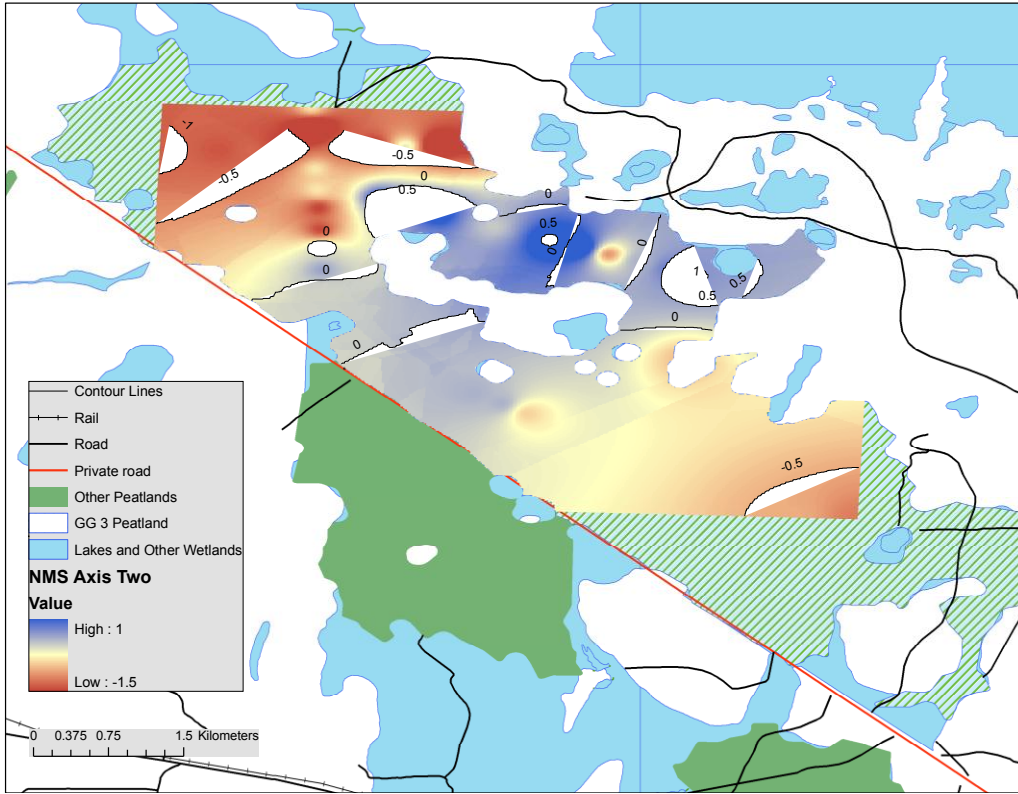 -1
-0.5
-0.5
0
0.5
0
0.5
0
0
0
0
1
0.5
0.5
0
0
0
-0.5
Contour Lines
Rail
Road
Private road
Other Peatlands
GG 3 Peatland
Lakes and Other Wetlands
NMS Axis Two
Value
High : 1
Low : -1.5
0 0.375 0.75 1.5 Kilometers